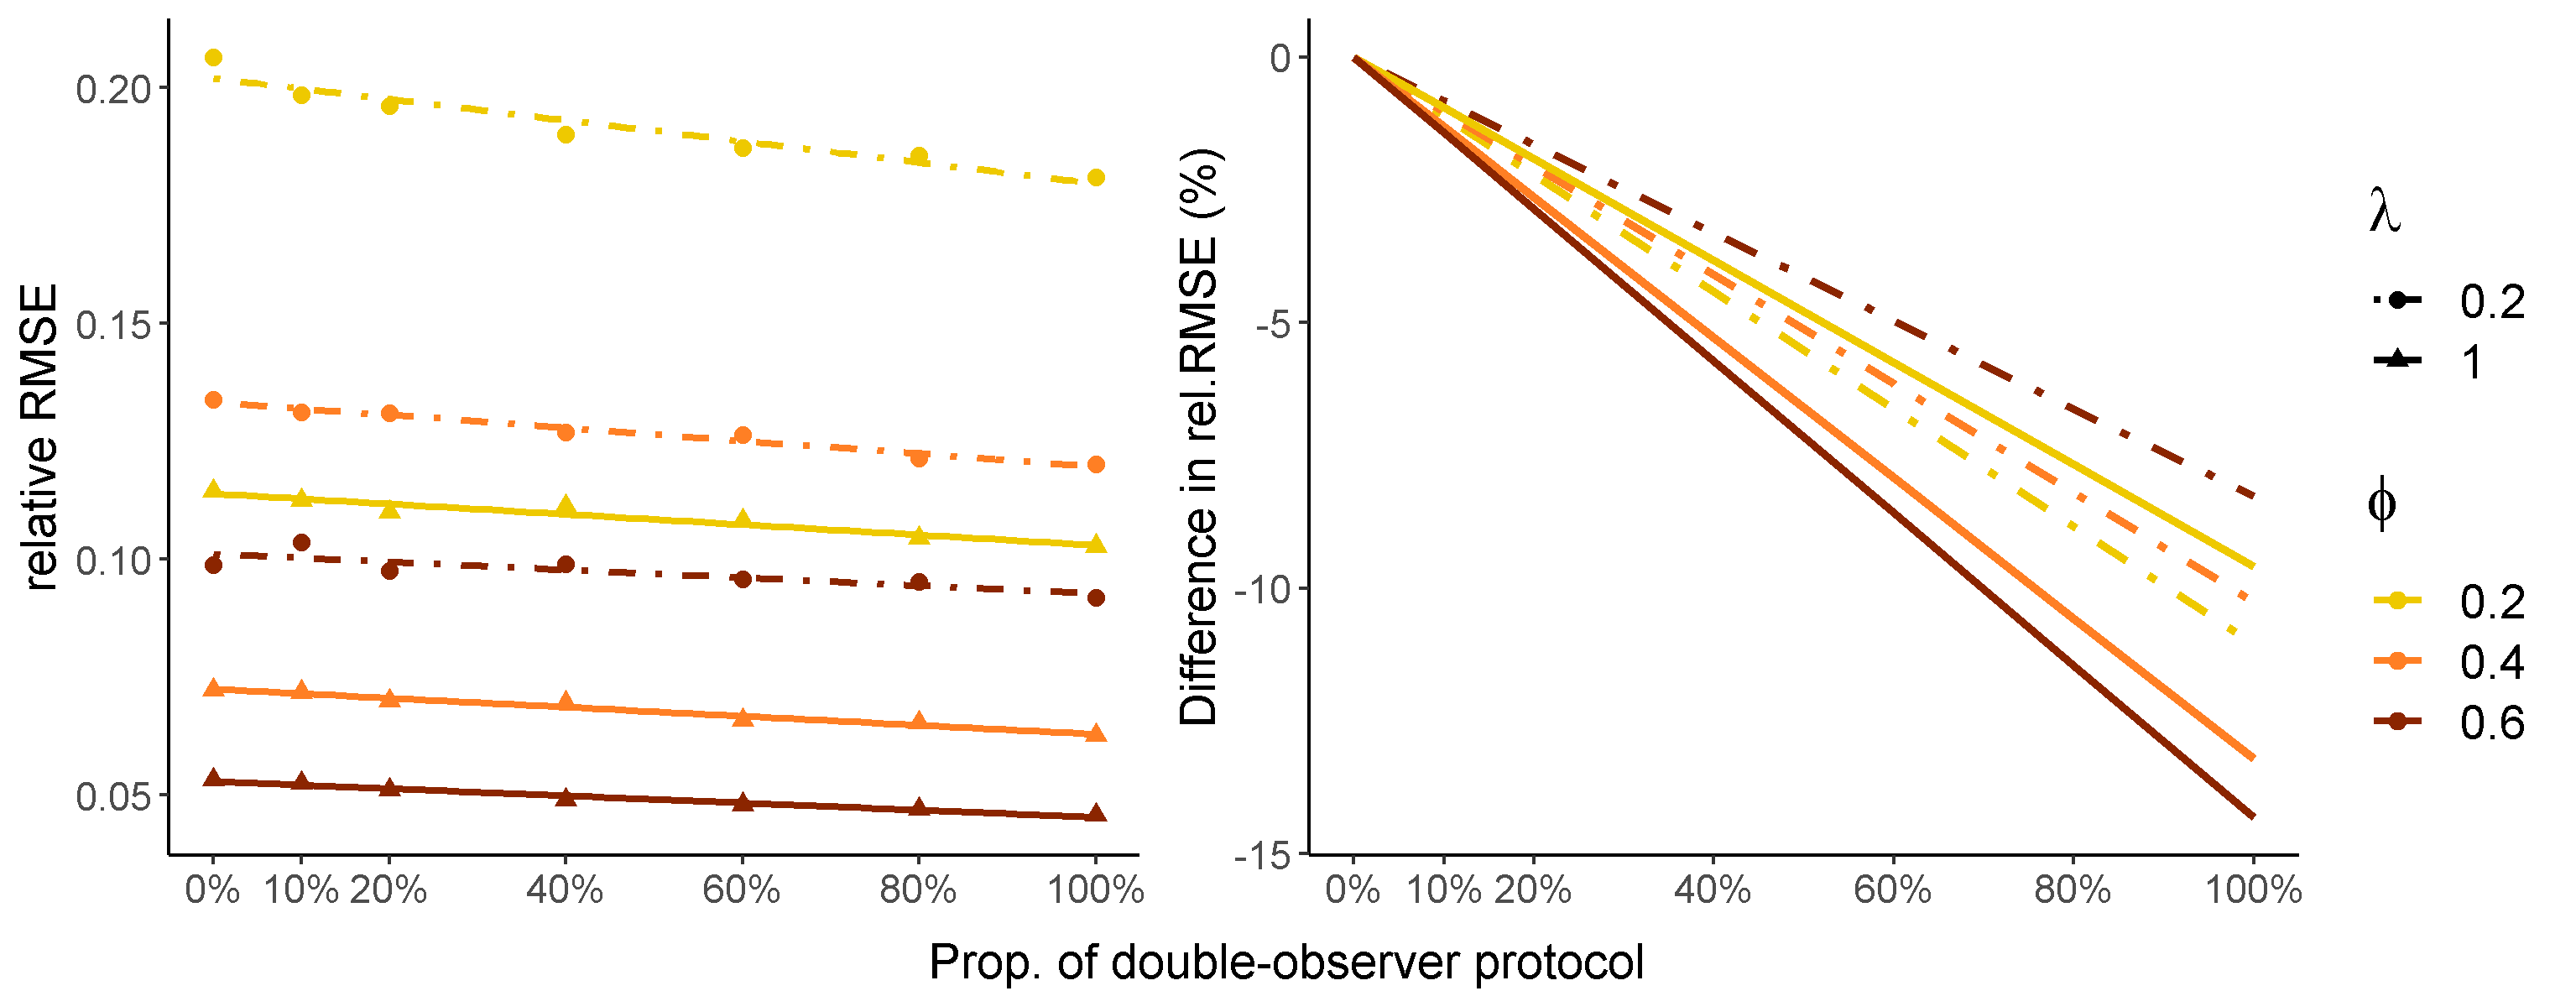 relative RMSE
0.20
0.15
0.10
0.05
0% 10% 20% 40% 60% 80% 100%
Difference in rel.RMSE (%)
0
-5
-10
-15
0% 10% 20% 40% 60% 80% 100%
Prop. of double-observer protocol
λ
0.2
1
ϕ
0.2
0.4
0.6